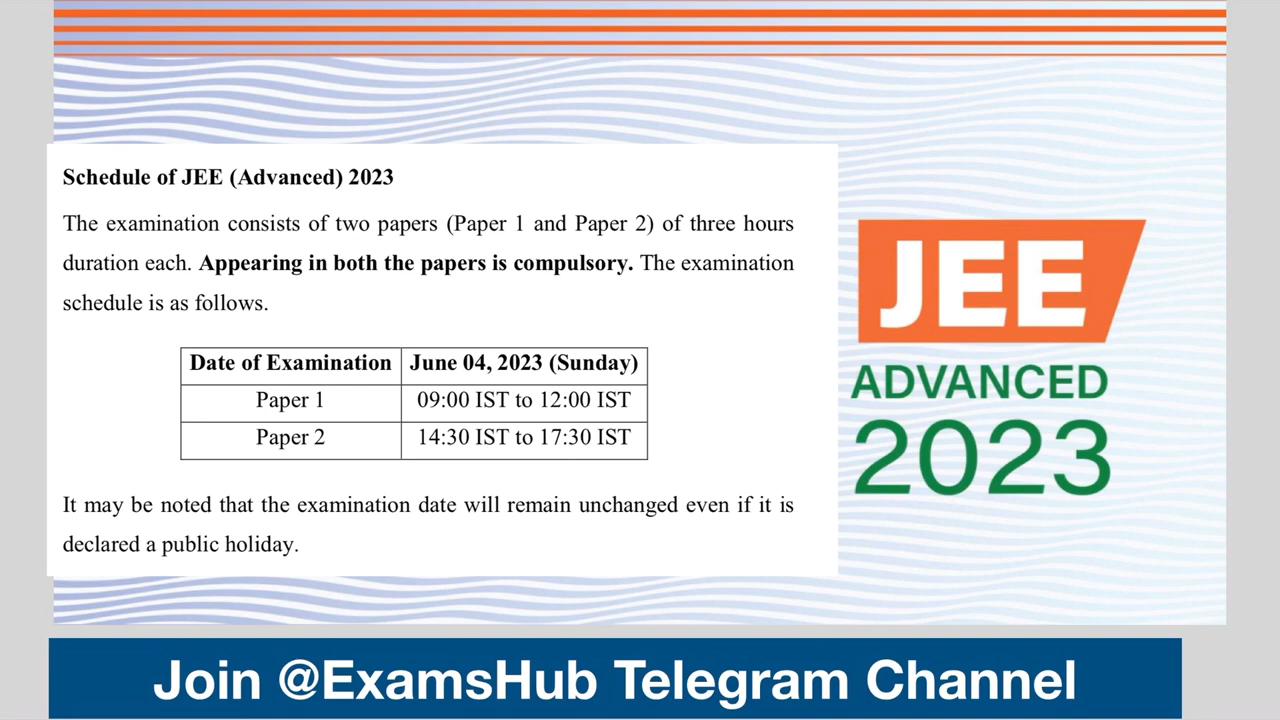 Schedule of JEE (Advanced) 2023
The examination consists of two papers (Paper 1 and Paper 2) of three hours
duration each. Appearing in both the papers is compulsory. The examination
schedule is as follows.
Date of Examination June 04, 2023 (Sunday)
Paper 1 09:00 IST to 12:00 IST
Paper 2 14:30 IST to 17:30 IST
It may be noted that the examination date will remain unchanged even if it is
declared a public holiday.
JEE
ADVANCED
2023
Join @ExamsHub Telegram Channel